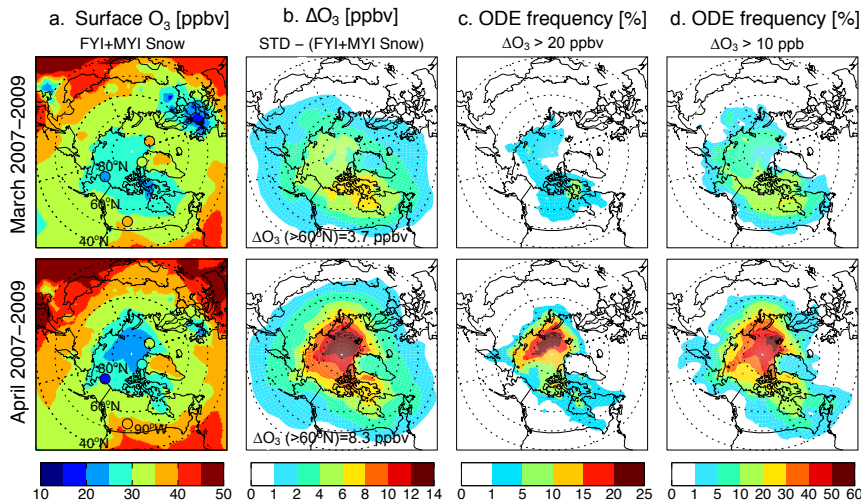 a. Surface O3 [ppbv]
b. ΔO3 [ppbv]
c. ODE frequency [%]
d. ODE frequency [%]
FYI+MYI Snow
STD − (FYI+MYI Snow)
ΔO3 > 20 ppbv
ΔO3 > 10 ppb
March 2007−2009
80°N
60°N
40°N
ΔO3 (>60°N)=3.7 ppbv
April 2007−2009
80°N
60°N
90°W
40°N
ΔO3 (>60°N)=8.3 ppbv
10 20 30 40 50
0 1 2 4 6 8 10 12 14
0 1 5 10 15 20 25
0 1 5 20 30 40 50 60